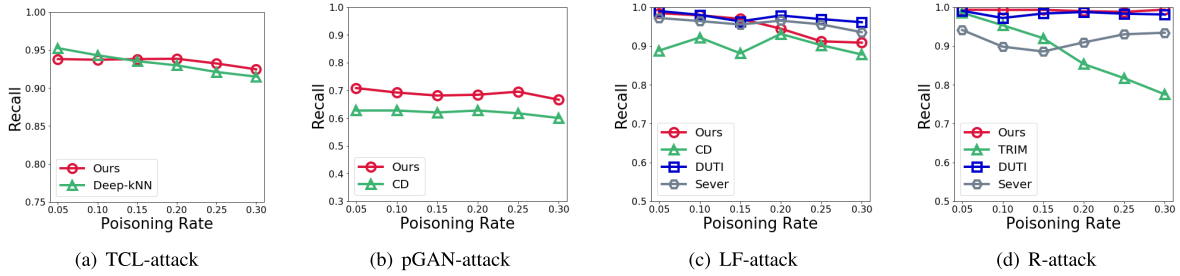 Recall
1.00
0.95
0.90
0.85
0.80
0.75
Ours
Deep-kNN
0.05 0.10 0.15 0.20 0.25 0.30
Poisoning Rate
(a) TCL-attack
Recall
1.0
0.9
0.8
0.7
0.6
0.5
0.4
0.3
Ours
CD
0.05 0.10 0.15 0.20 0.25 0.30
Poisoning Rate
(b) pGAN-attack
Recall
1.0
0.9
0.8
0.7
0.6
0.5
Ours
CD
DUTI
Sever
0.05 0.10 0.15 0.20 0.25 0.30
Poisoning Rate
(c) LF-attack
Recall
1.0
0.9
0.8
0.7
0.6
0.5
Ours
TRIM
DUTI
Sever
0.05 0.10 0.15 0.20 0.25 0.30
Poisoning Rate
(d) R-attack